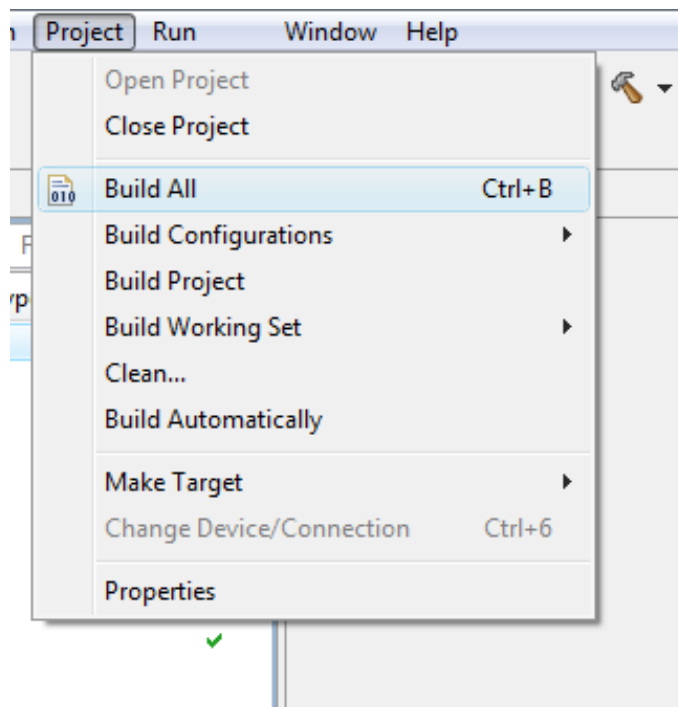 Project Run Window Help
Open Project
Close Project
010 Build All Ctrl+B
Build Configurations
Build Project
Build Working Set
Clean...
Build Automatically
Make Target
Change Device/Connection Ctrl+6
Properties